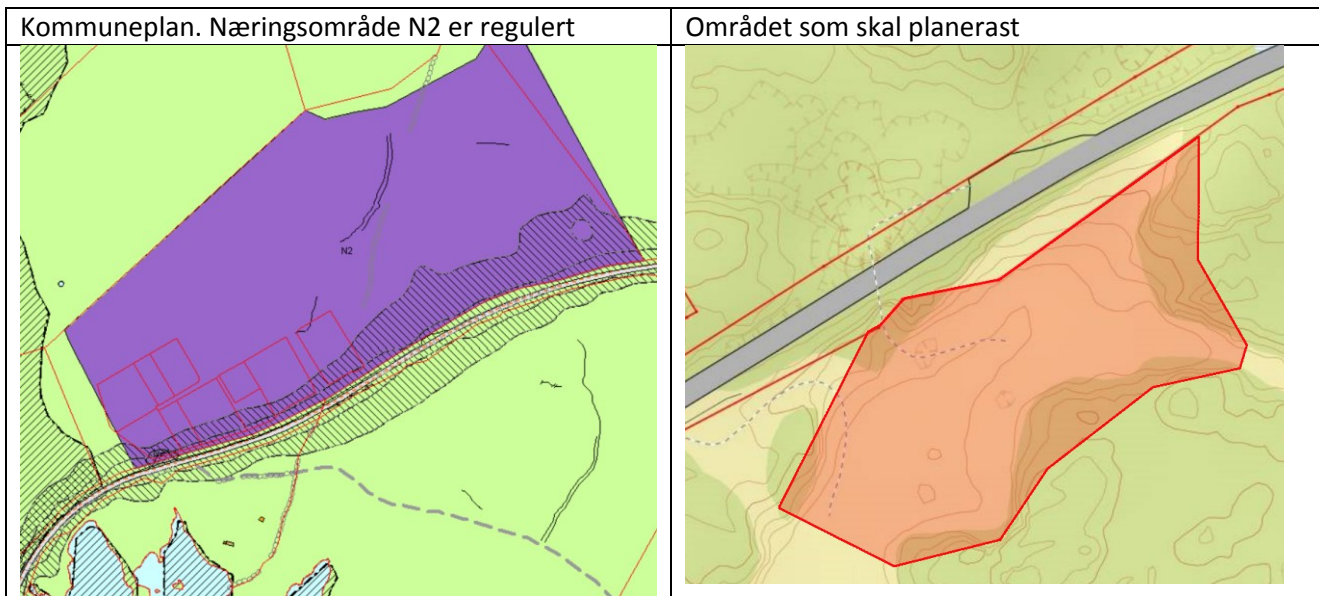 Kommuneplan. Næringsområde N2 er regulert
Området som skal planerast
N2